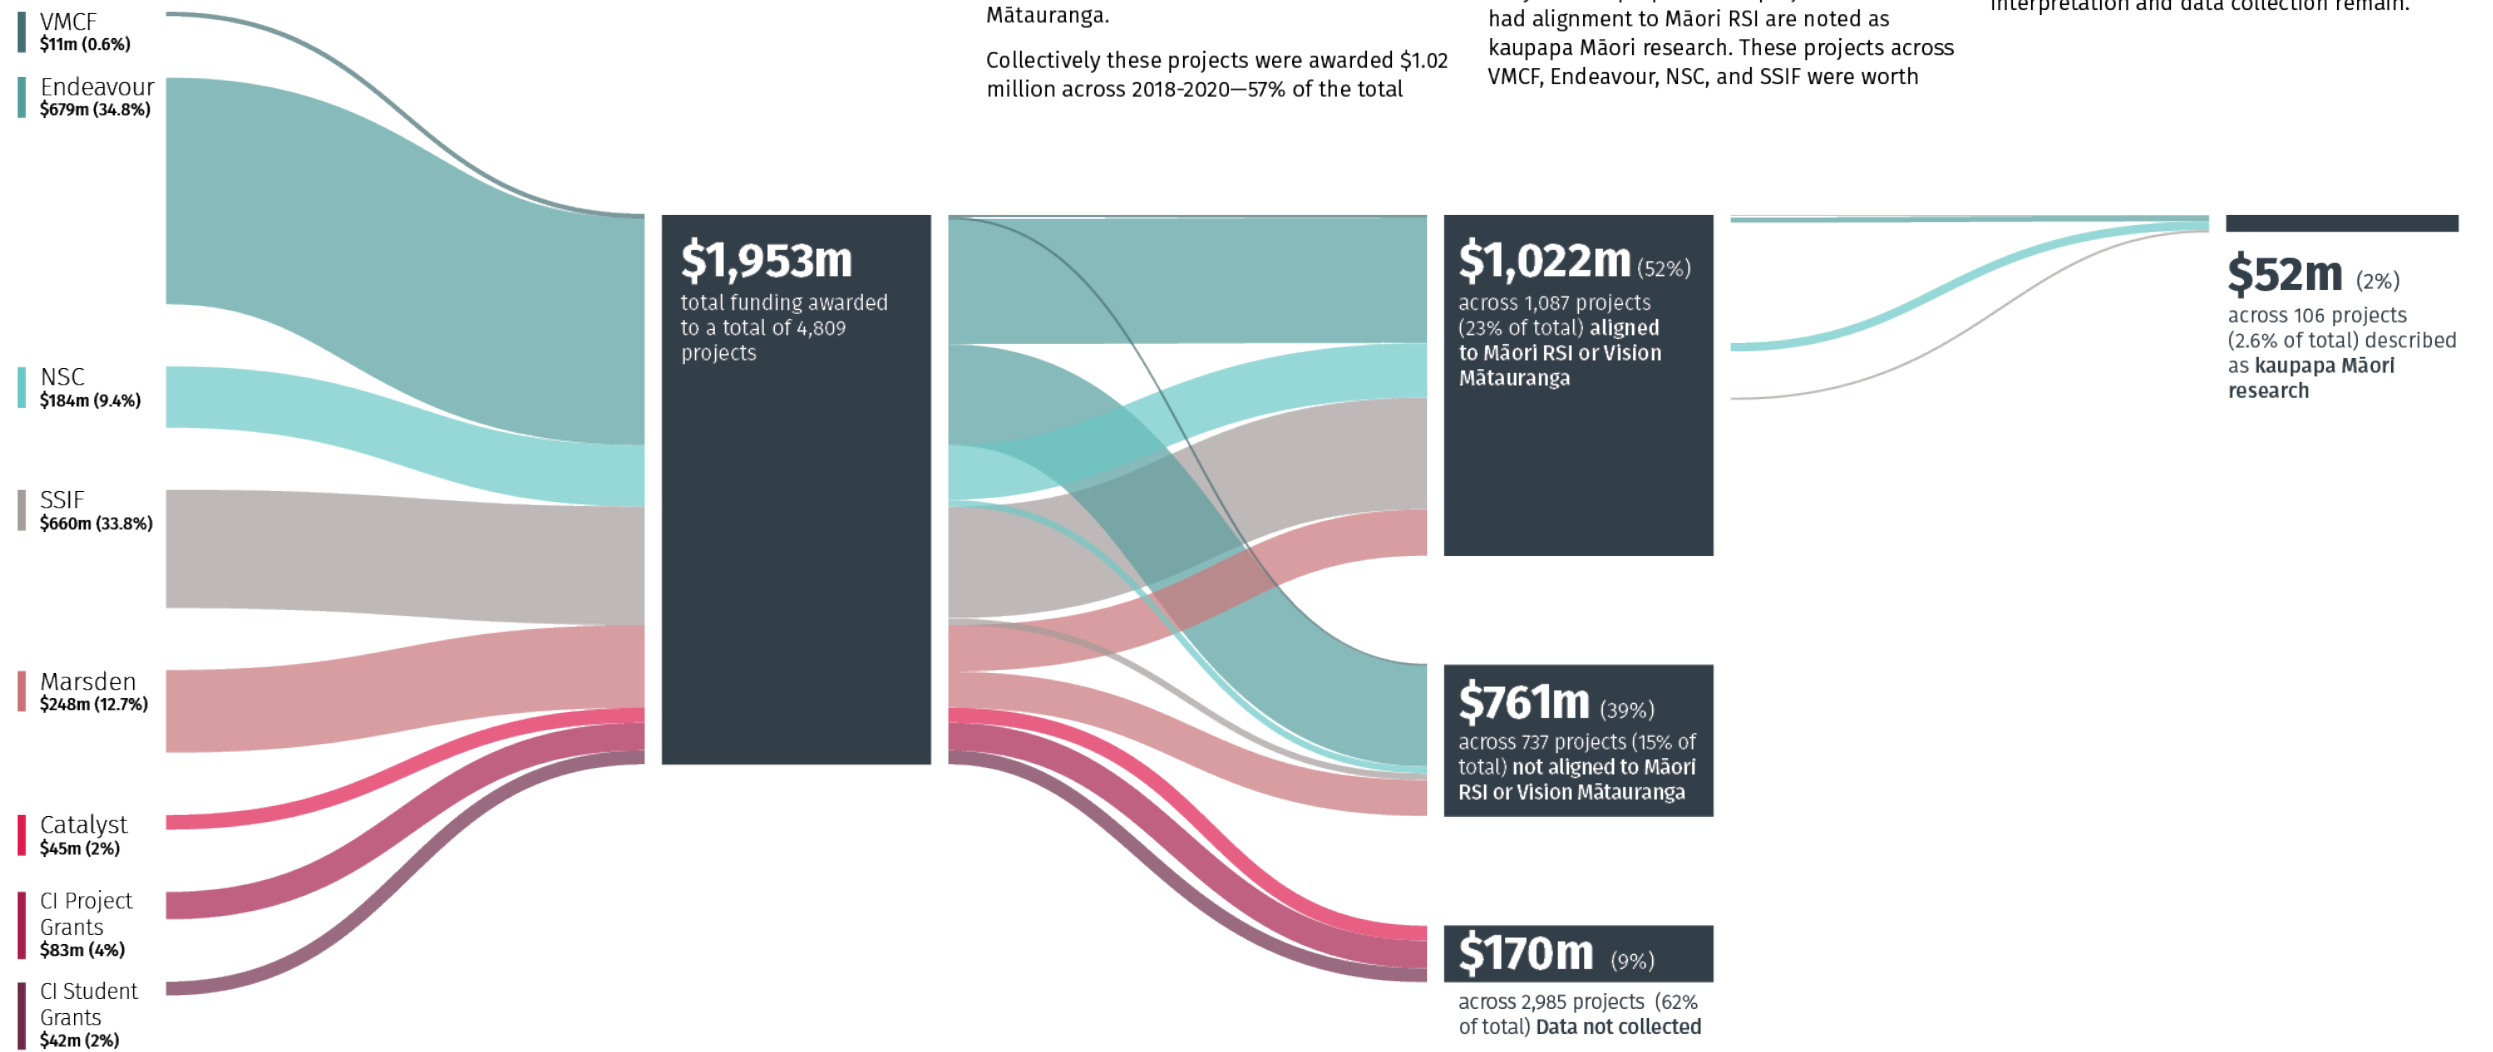 Mātauranga.
Collectively these projects were awarded $1.02
million across 2018-2020—57% of the total
had alignment to Māori RSI are noted as
kaupapa Māori research. These projects across
VMCF, Endeavour, NSC, and SSIF were worth
interpretation and data collection remain.
VMCF
$11m (0.6%)
Endeavour
$679m (34.8%)
NSC
$184m (9.4%)
SSIF
$660m (33.8%)
Marsden
$248m (12.7%)
Catalyst
$45m (2%)
CI Project
Grants
$83m (4%)
CI Student
Grants
$42m (2%)
$1,953m
total funding awarded
to a total of 4,809
projects
$1,022m (52%)
across 1,087 projects
(23% of total) aligned
to Māori RSI or Vision
Mātauranga
$761m (39%)
across 737 projects (15% of
total) not aligned to Māori
RSI or Vision Mātauranga
$170m (9%)
across 2,985 projects (62%
of total) Data not collected
$52m (2%)
across 106 projects
(2.6% of total) described
as kaupapa Māori
research